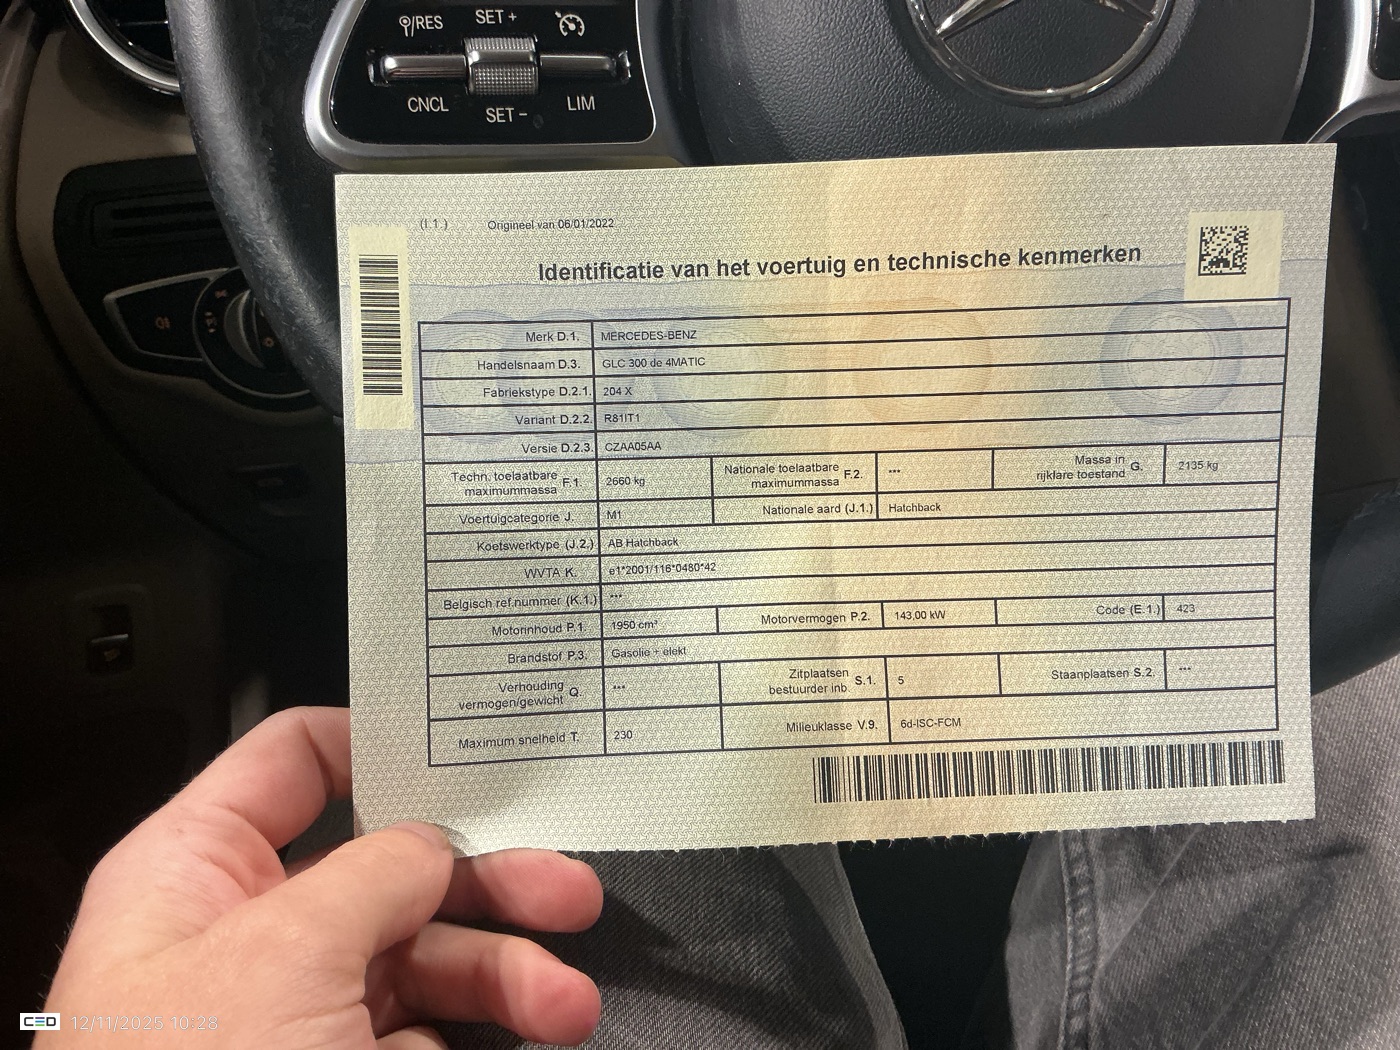 /RES
SET +
CNCL
SET -
LIM
(I.1.) Origineel van 06/01/2022
Identificatie van het voertuig en technische kenmerken
Merk D.1. MERCEDES-BENZ
Handelsnaam D.3. GLC 300 de 4MATIC
Fabriekstype D.2.1. 204 X
Variant D.2.2. R81IT1
Versie D.2.3. CZAA05AA
Techn. toelaatbare maximummassa F.1. 2660 kg Nationale toelaatbare maximummassa F.2. *** Massa in rijklare toestand G. 2135 kg
Voertuigcategorie J. M1 Nationale aard (J.1.) Hatchback
Koetswerktype (J.2.) AB Hatchback
WVTA K. e1*2001/116*0480*42
Belgisch ref.nummer (K.1.) ***
Motorinhoud P.1. 1950 cm³ Motorvermogen P.2. 143,00 kW Code (E.1.) 423
Brandstof P.3. Gasolie + elekt
Verhouding vermogen/gewicht Q. *** Zitplaatsen bestuurder inb. S.1. 5 Staanplaatsen S.2. ***
Maximum snelheid T. 230 Milieuklasse V.9. 6d-ISC-FCM
CED 12/11/2025 10:28